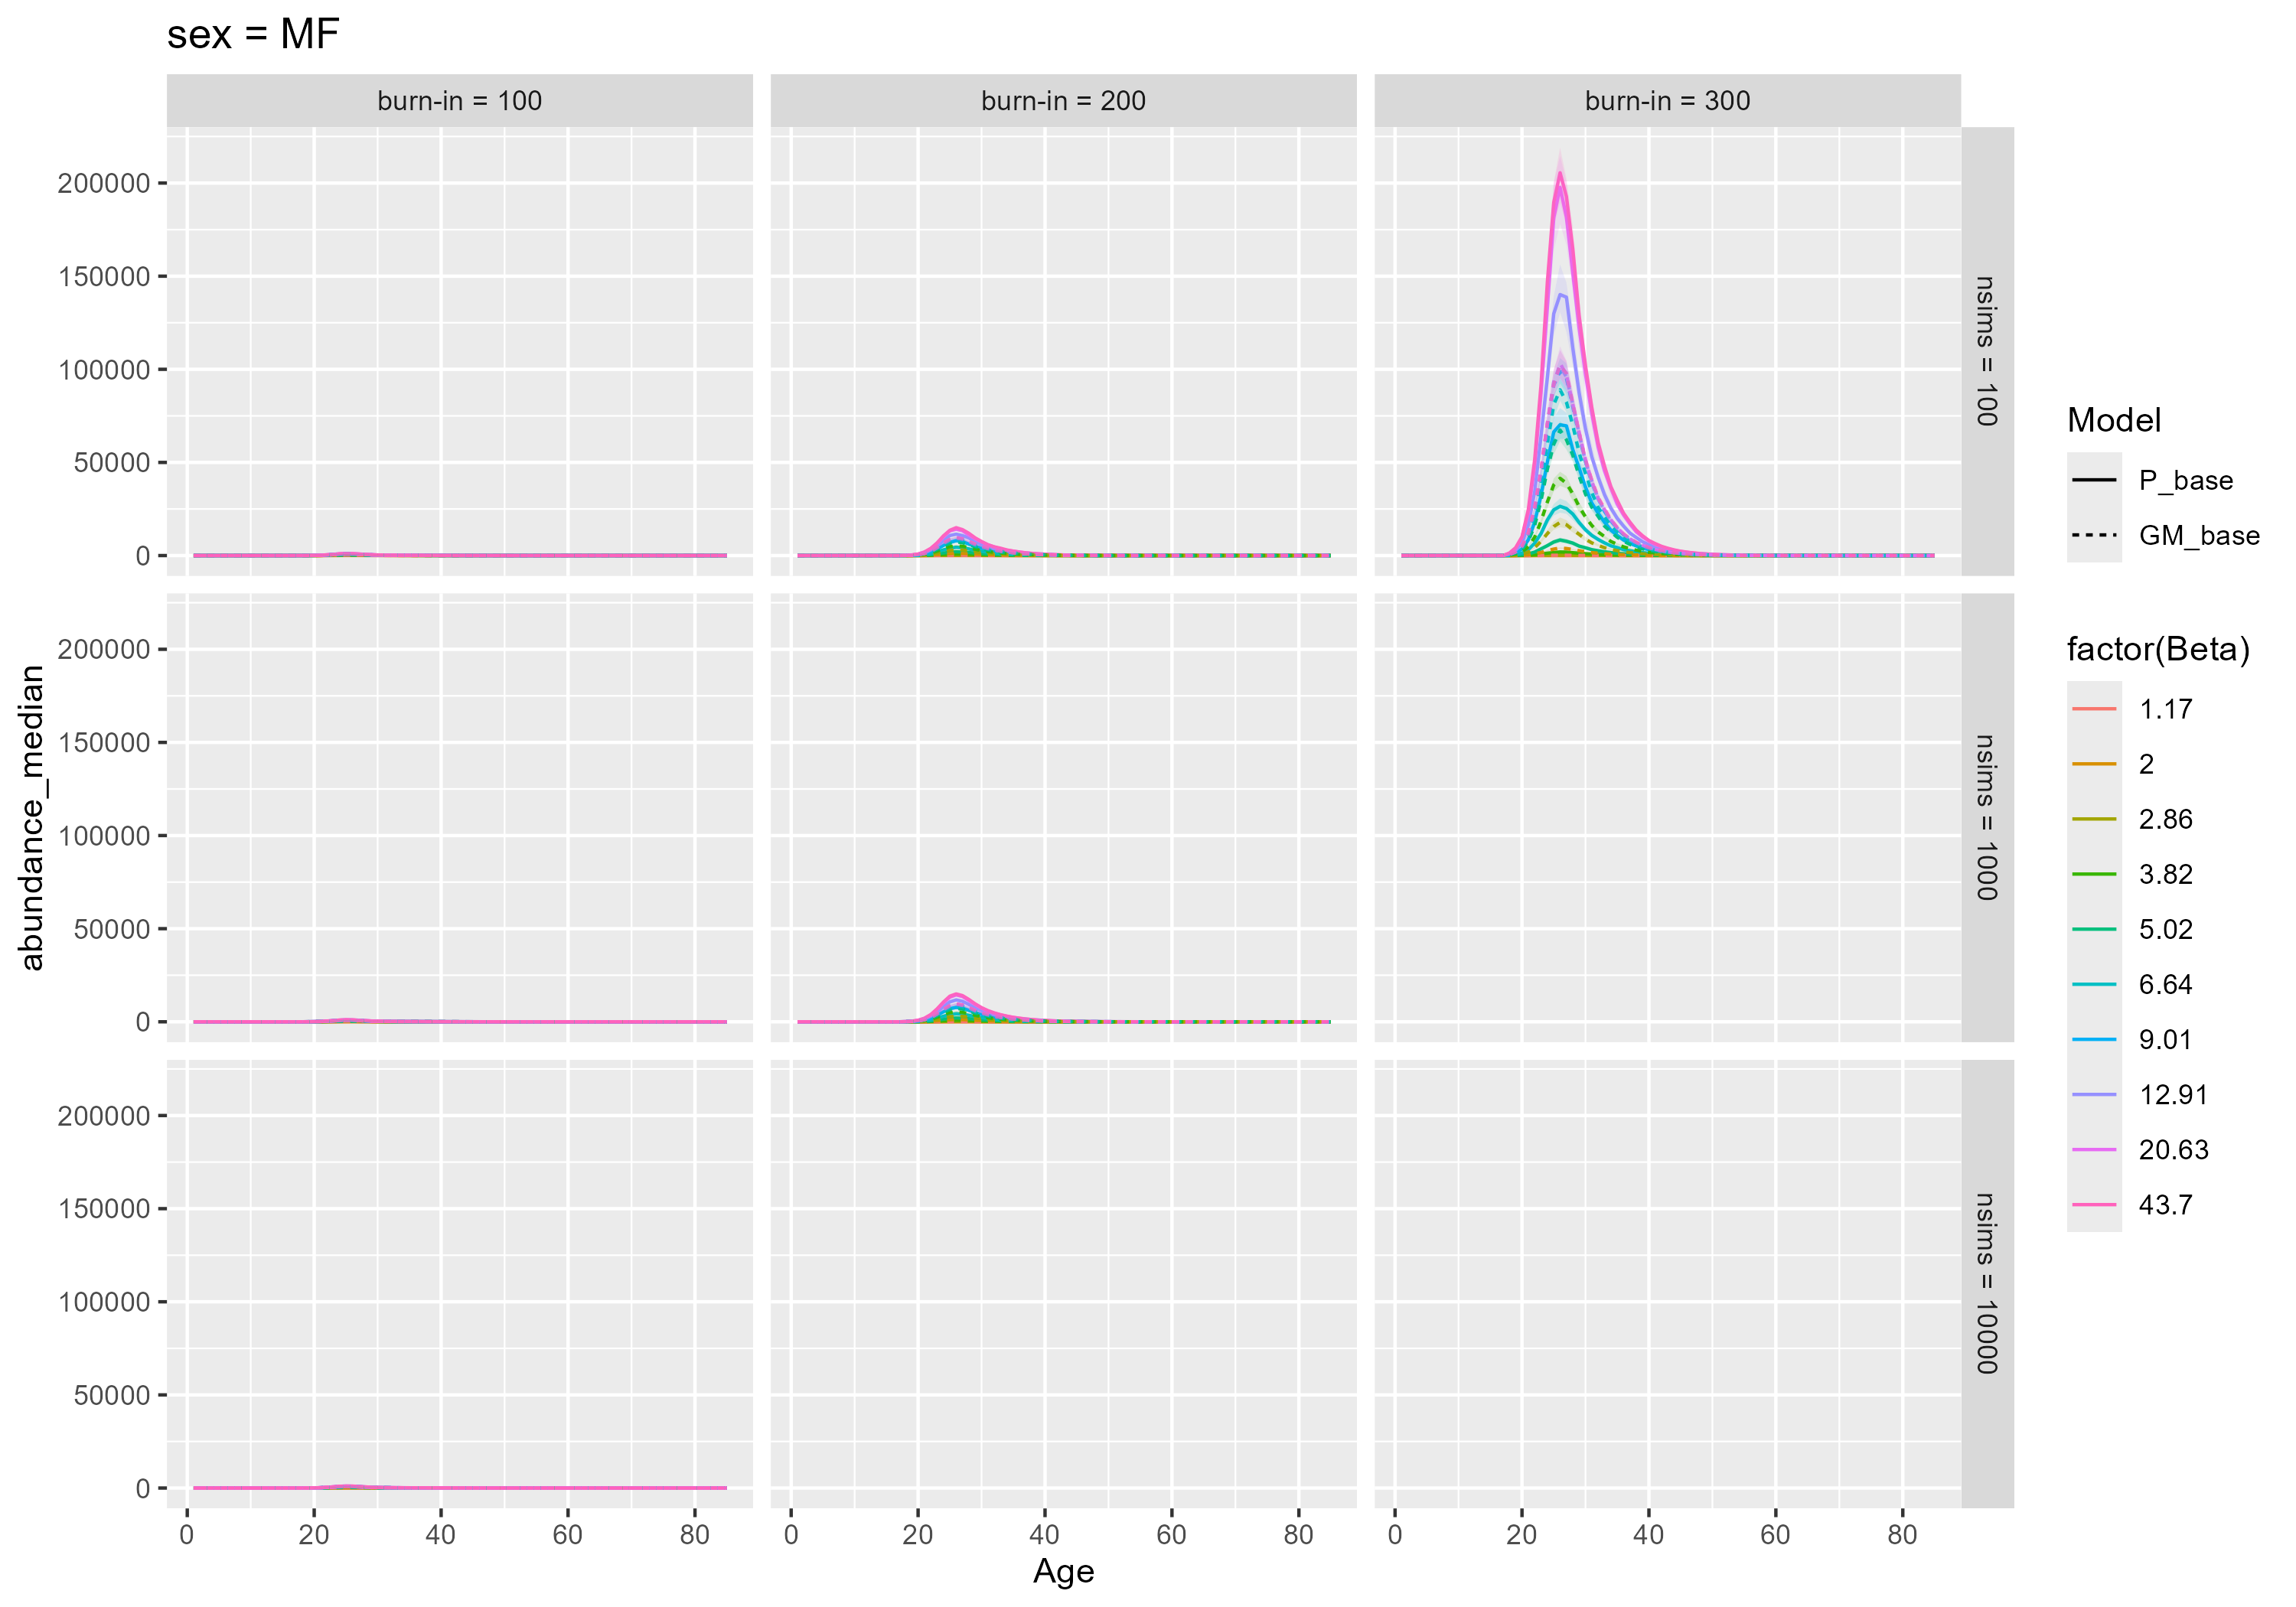 sex = MF
burn-in = 100
burn-in = 200
burn-in = 300
200000
150000
100000
50000
0
nsims = 100
200000
150000
100000
50000
0
nsims = 1000
200000
150000
100000
50000
0
nsims = 10000
abundance_median
0 20 40 60 80
0 20 40 60 80
0 20 40 60 80
Age
Model
P_base
GM_base
factor(Beta)
1.17
2
2.86
3.82
5.02
6.64
9.01
12.91
20.63
43.7